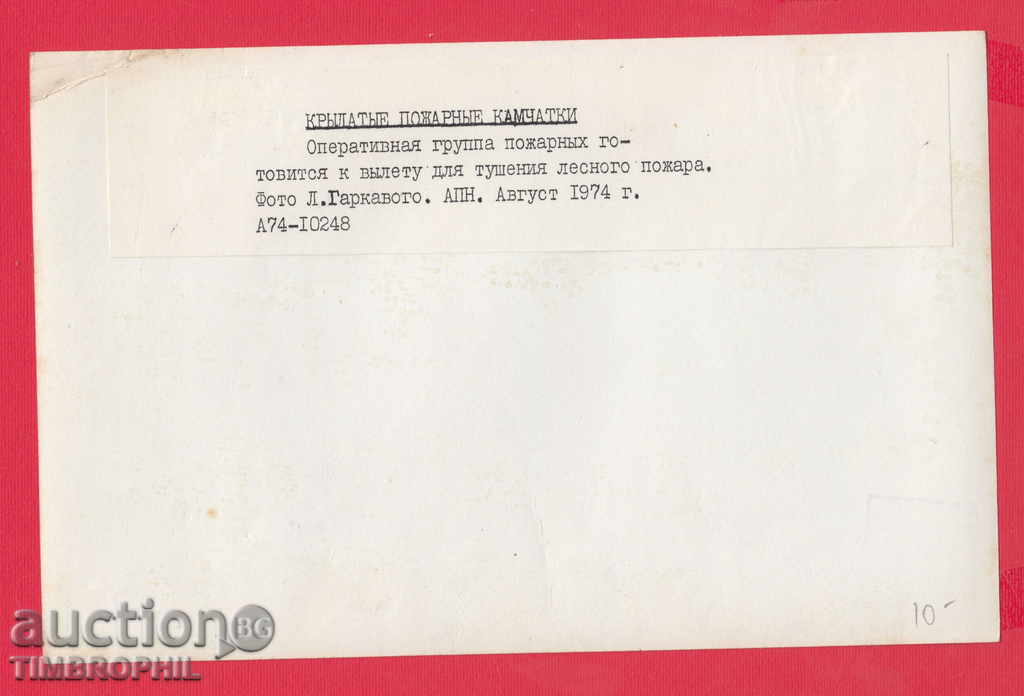 КРЫЛАТЫЕ ПОЖАРНЫЕ КАМЧАТКИ
Оперативная группа пожарных го-
товится к вылету для тушения лесного пожара.
Фото Л.Гаркавого. АПН. Август 1974 г.
А74-10248
10-
auction BG
TIMBROPHIL